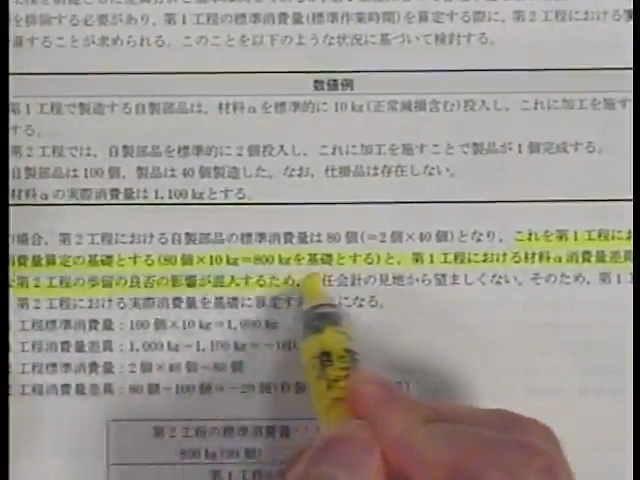 を排除する必要があり、第1工程の標準消費量(標準作業時間)を算定する際に、第2工程における
算することが求められる。このことを以下のような状況に基づいて検討する。
数値例
第1工程で製造する自製部品は、材料αを標準的に10kg(正常減損含む)投入し、これに加工を施す
する。
第2工程では、自製部品を標準的に2個投入し、これに加工を施すことで製品が1個完成する。
自製部品は100個、製品は40個製造した。なお、仕掛品は存在しない。
材料αの実際消費量は1,100kgとする。
場合、第2工程における自製部品の標準消費量は80個(=2個×40個)となり、これを第1工程にお
消費量算定の基礎とする(80個×10kg=800kgを基礎とする)と、第1工程における材料α消費量差異
第2工程の歩留の良否の影響が混入するため、任会計の見地から望ましくない。そのため、第1
第2工程における実際消費量を基礎に算定す になる。
工程標準消費量：100個×10kg=1,000kg
工程消費量差異：1,000kg－1,100kg=－10
工程標準消費量：2個×40個=80個
工程消費量差異：80個－100個=－20個
第2工程の標準消費量
800kg(80個)
第1工